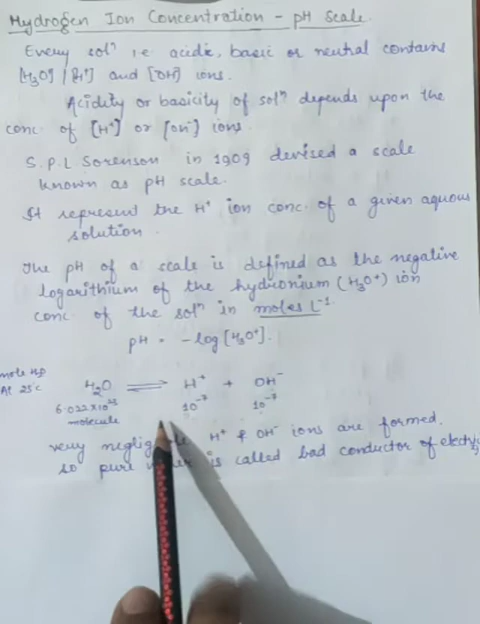 Hydrogen Ion Concentration - pH Scale.
Every solⁿ i.e acidic, basic or neutral contains
[H₃O⁺ / H⁺] and [OH⁻] ions.
Acidity or basicity of solⁿ depends upon the
conc. of [H⁺] or [OH⁻] ions.
S.P.L Sorenson in 1909 devised a scale
known as pH scale.
It represent the H⁺ ion conc. of a given aquous
solution.
The pH of a scale is defined as the negative
logarithium of the hydronium (H₃O⁺) ion
conc of the solⁿ in moles L⁻¹.
pH = -log [H₃O⁺].
mole H₂O
At 25°C
H₂O ⇌ H⁺ + OH⁻
6.022×10²³ 10⁻⁷ 10⁻⁷
molecule
very H⁺ & OH⁻ ions are formed.
so pure is called bad conductor of